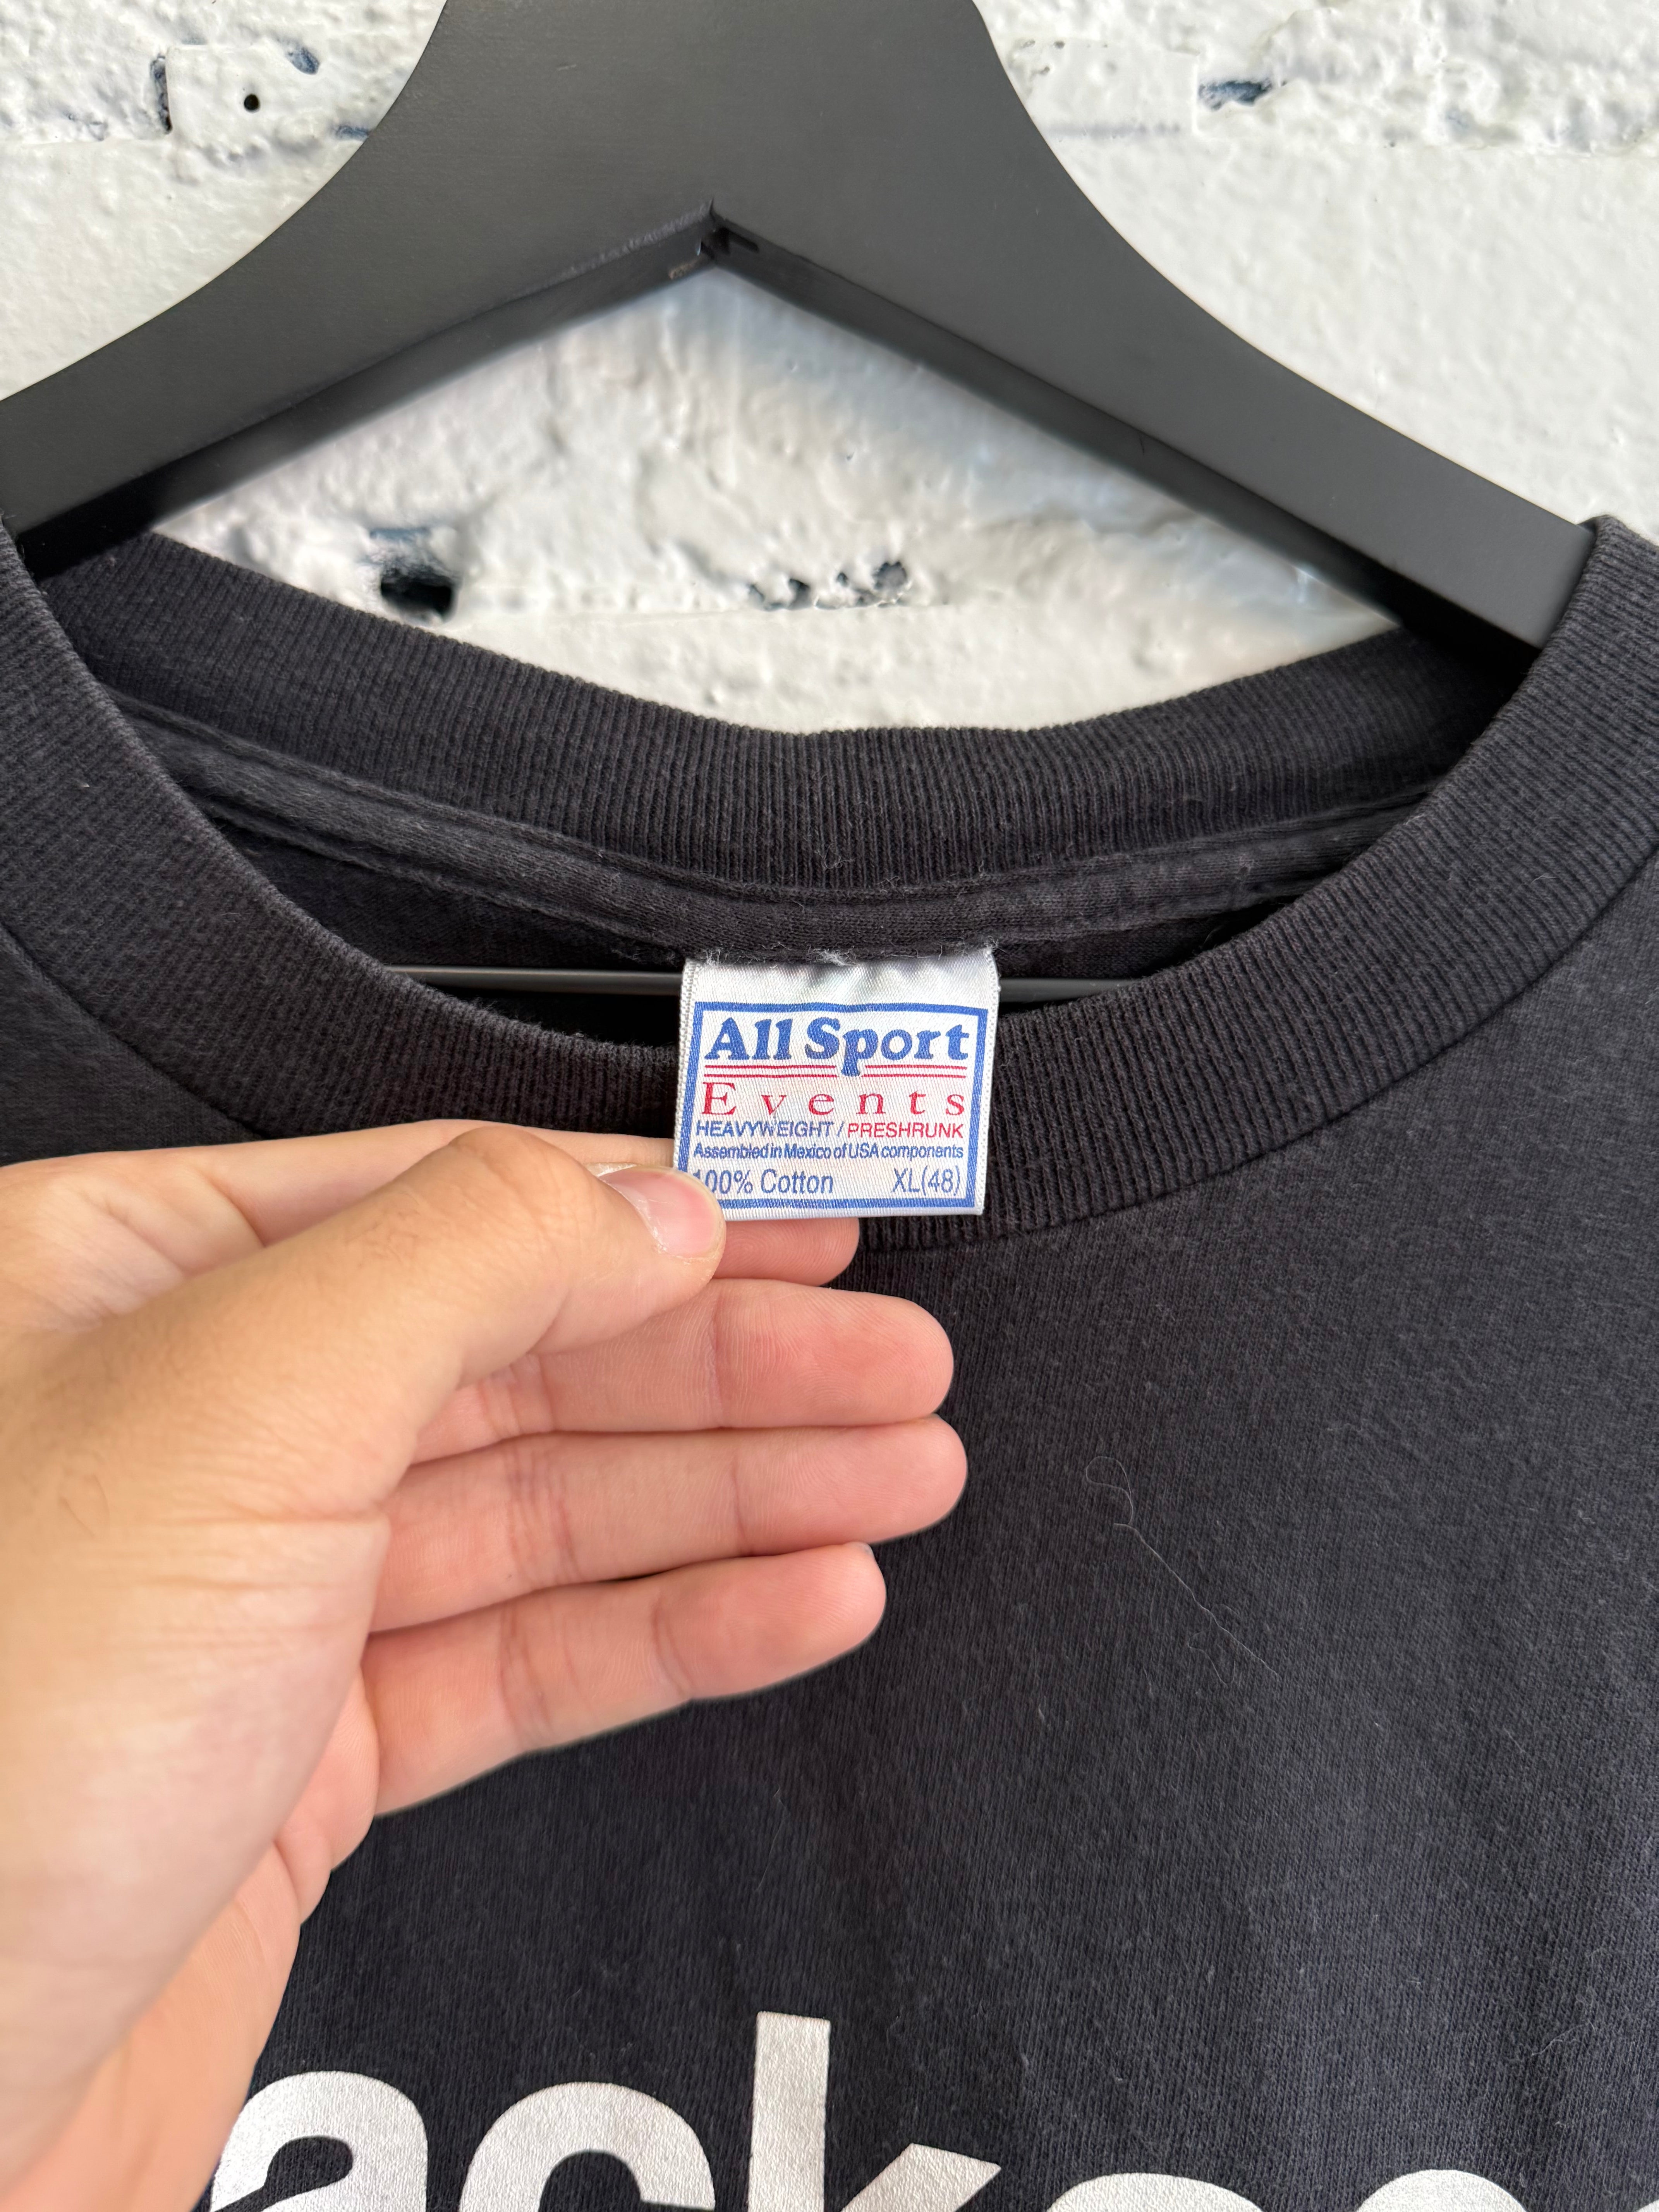 All Sport
Events
HEAVYWEIGHT / PRESHRUNK
Assembled in Mexico of USA components
100% Cotton XL(48)